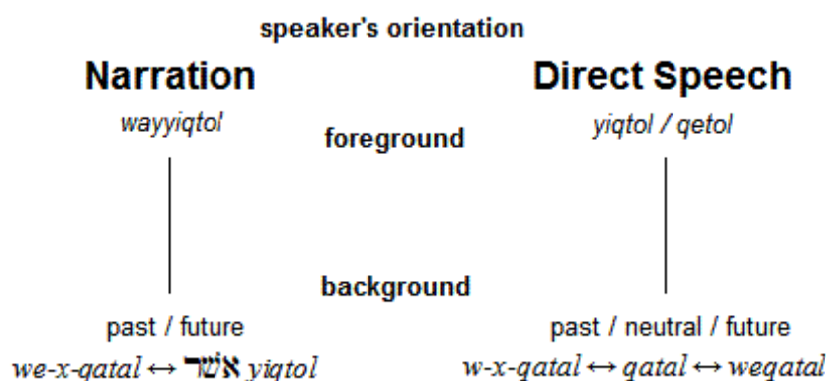 speaker's orientation
Narration Direct Speech
wayyiqtol yiqtol / qetol
foreground
background
past / future past / neutral / future
we-x-qatal ↔ אשׁר yiqtol w-x-qatal ↔ qatal ↔ weqatal